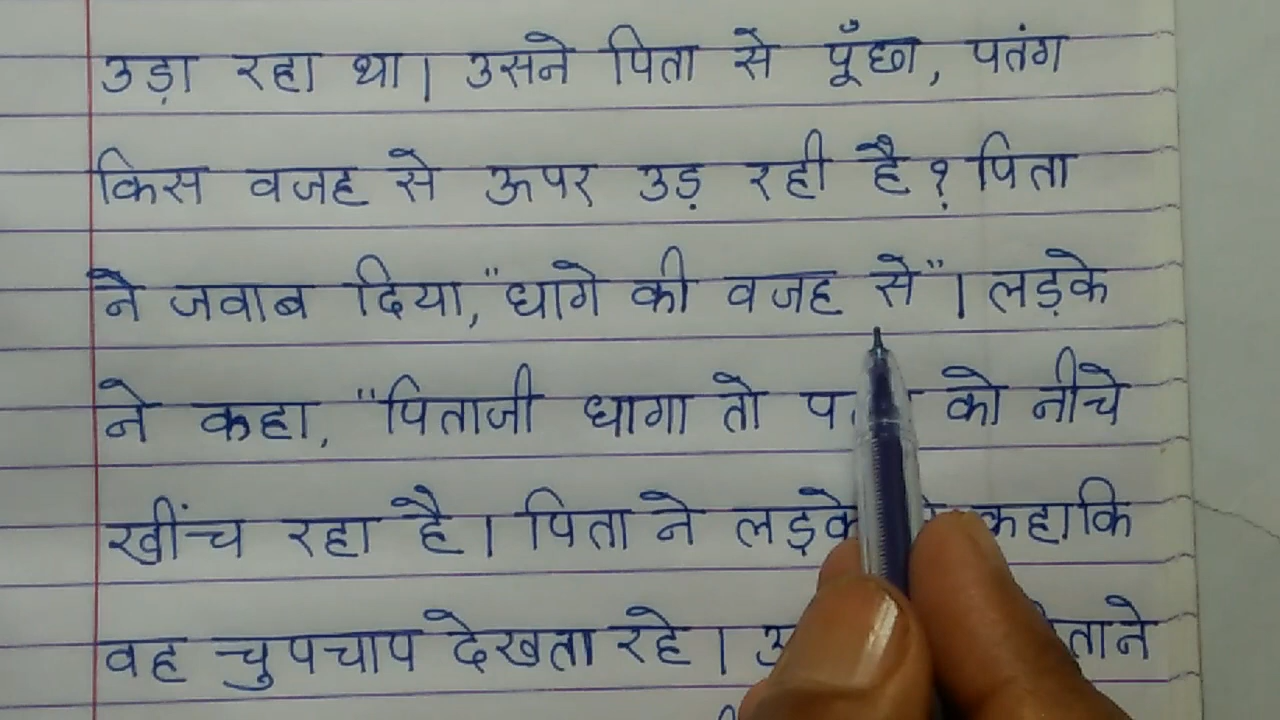 उड़ा रहा था। उसने पिता से पूँछा, पतंग
किस वजह से ऊपर उड़ रही है? पिता
ने जवाब दिया, "धागे की वजह से"। लड़के
ने कहा, "पिताजी धागा तो को नीचे
खींच रहा है। पिता ने लड़के कहा कि
वह चुपचाप देखता रहे।